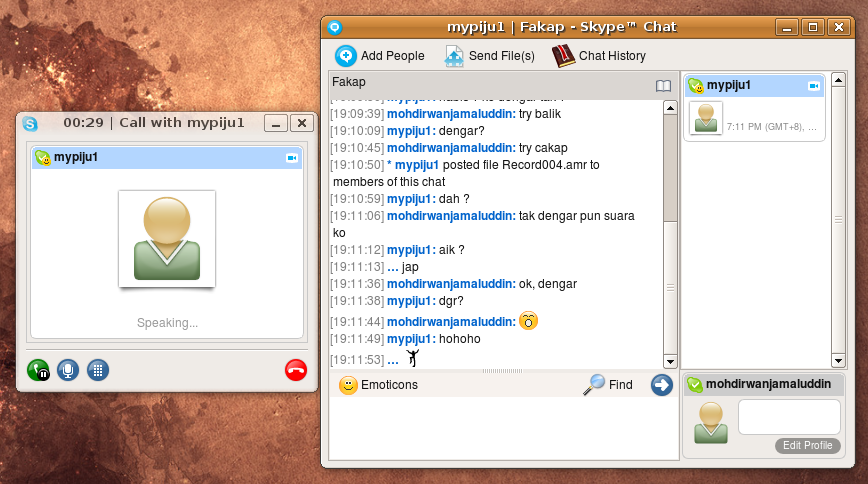 00:29 | Call with mypiju1
mypiju1
Speaking...
mypiju1 | Fakap - Skype™ Chat
Add People
Send File(s)
Chat History
Fakap
[19:09:39] mohdirwanjamaluddin: try balik
[19:10:09] mypiju1: dengar?
[19:10:45] mohdirwanjamaluddin: try cakap
[19:10:50] * mypiju1 posted file Record004.amr to
members of this chat
[19:10:59] mypiju1: dah ?
[19:11:06] mohdirwanjamaluddin: tak dengar pun suara
ko
[19:11:12] mypiju1: aik ?
[19:11:13] ... jap
[19:11:36] mohdirwanjamaluddin: ok, dengar
[19:11:38] mypiju1: dgr?
[19:11:44] mohdirwanjamaluddin:
[19:11:49] mypiju1: hohoho
[19:11:53] ...
Emoticons
Find
mypiju1
7:11 PM (GMT+8), ...
mohdirwanjamaluddin
Edit Profile